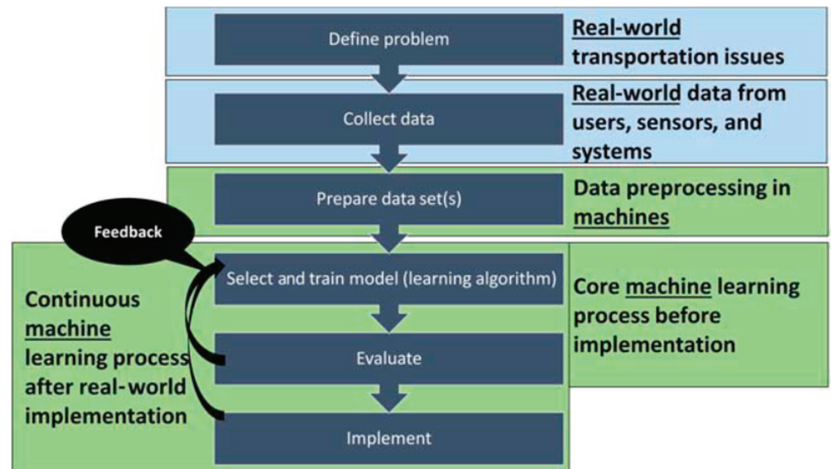 Define problem
Real-world
transportation issues
Collect data
Real-world data from
users, sensors, and
systems
Prepare data set(s)
Data preprocessing in
machines
Feedback
Select and train model (learning algorithm)
Continuous
machine
learning process
after real-world
implementation
Core machine learning
process before
implementation
Evaluate
Implement